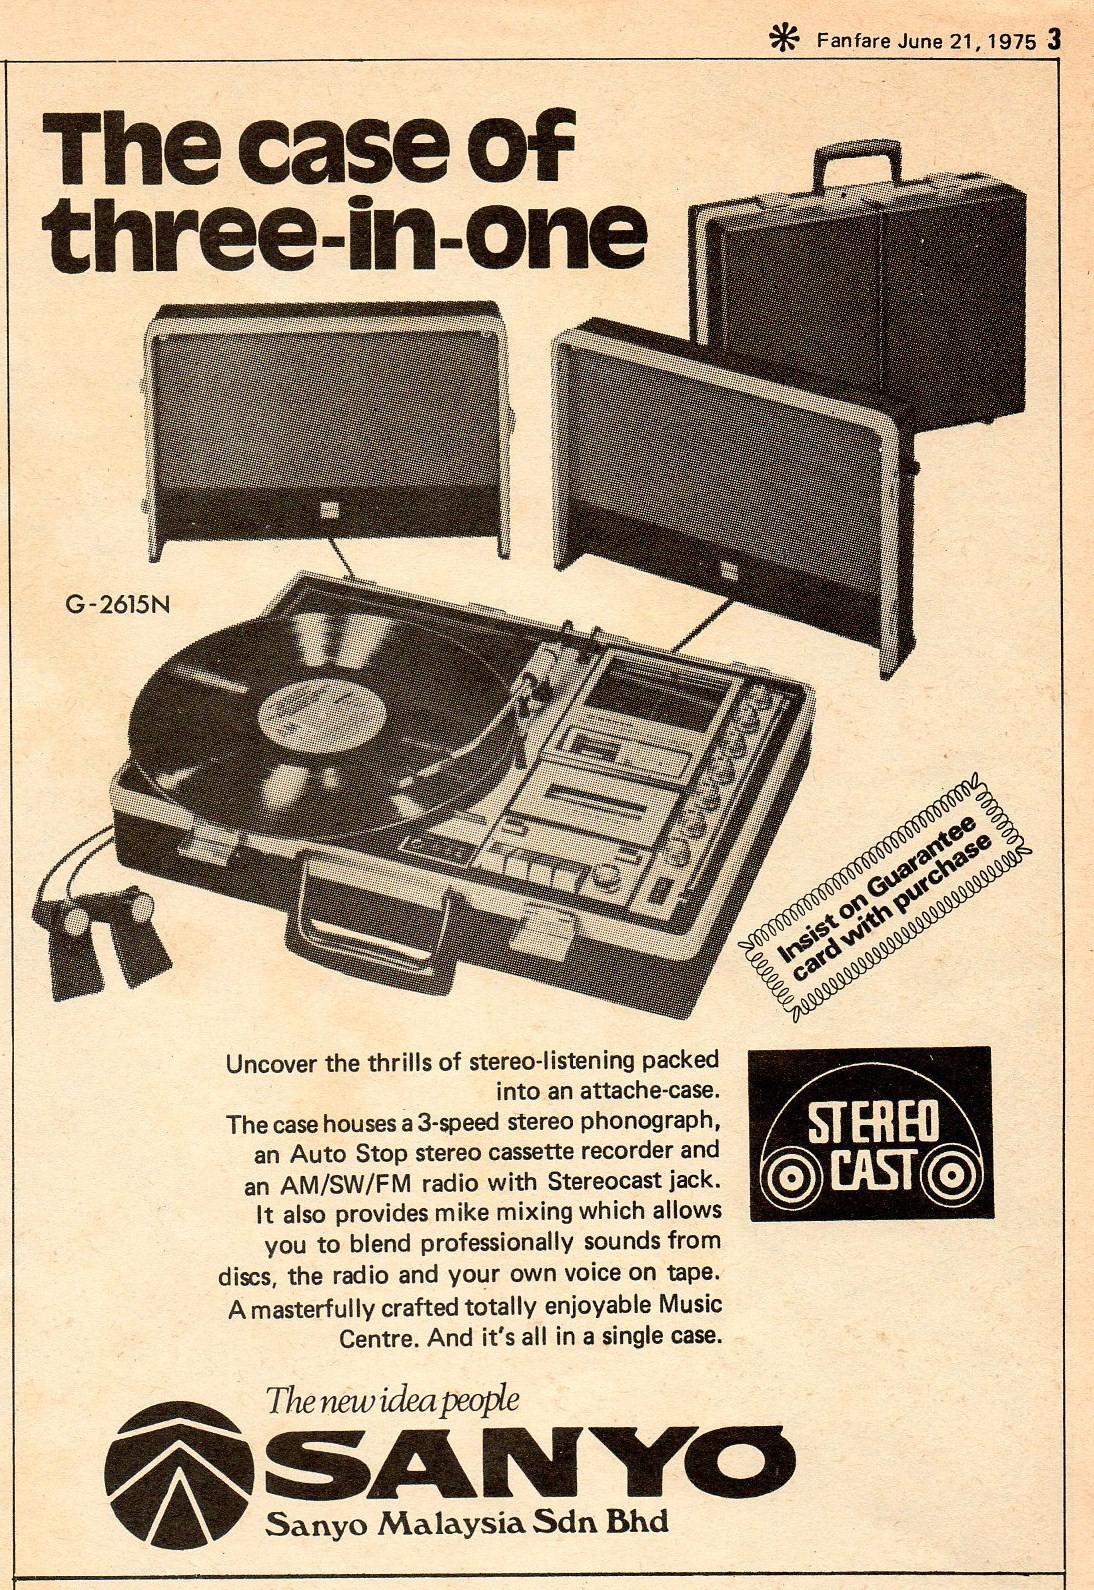 Fanfare June 21, 1975 3
The case of
three-in-one
G-2615N
Insist on Guarantee
card with purchase
Uncover the thrills of stereo-listening packed
into an attache-case.
The case houses a 3-speed stereo phonograph,
an Auto Stop stereo cassette recorder and
an AM/SW/FM radio with Stereocast jack.
It also provides mike mixing which allows
you to blend professionally sounds from
discs, the radio and your own voice on tape.
A masterfully crafted totally enjoyable Music
Centre. And it's all in a single case.
STEREO
CAST
The new idea people
SANYO
Sanyo Malaysia Sdn Bhd